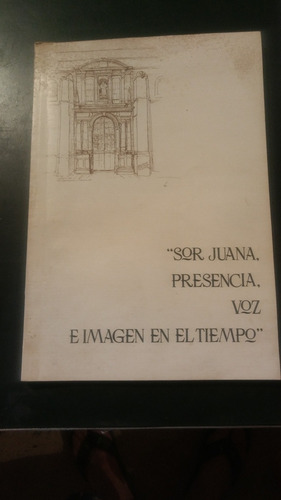 “SOR JUANA,
PRESENCIA,
VOZ
E IMAGEN EN EL TIEMPO”